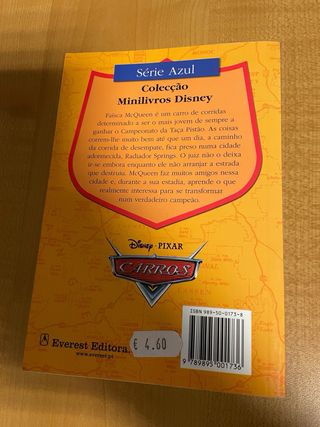 Série Azul
Colecção
Minilivros Disney
Faísca McQueen é um carro de corridas
determinado a ser o mais jovem de sempre a
ganhar o Campeonato da Taça Pistão. As coisas
correm-lhe muito bem até que um dia, a caminho
da corrida de desempate, fica preso numa cidade
adormecida, Radiador Springs. O juiz não o deixa
ir-se embora enquanto ele não arranjar a estrada
que destruiu. McQueen faz muitos amigos nessa
cidade e, durante a sua estadia, aprende o que
realmente interessa para se transformar
num verdadeiro campeão.
Disney · PIXAR
CARROS
ISBN 989-50-0173-8
9789895001736
Everest Editora
www.everest.pt
€ 4.60